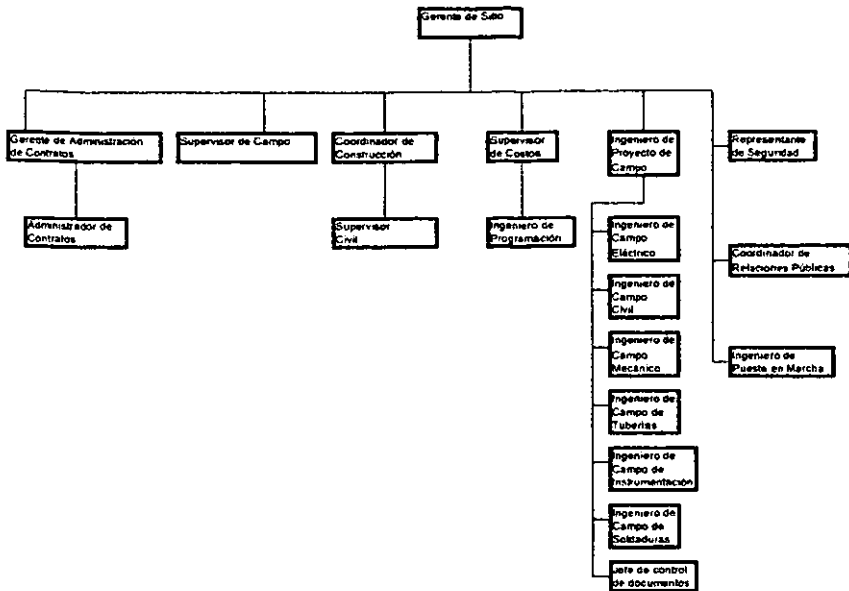 Gerente de Sitio
Gerente de Administración
de Contratos
Supervisor de Campo
Coordinador de
Construcción
Supervisor
de Costos
Ingeniero de
Proyecto de
Campo
Representante
de Seguridad
Administrador de
Contratos
Supervisor
Civil
Ingeniero de
Programación
Ingeniero de
Campo
Eléctrico
Coordinador de
Relaciones Públicas
Ingeniero de
Campo
Civil
Ingeniero de
Campo
Mecánico
Ingeniero de
Puesta en Marcha
Ingeniero de
Campo de
Tuberías
Ingeniero de
Campo de
Instrumentación
Ingeniero de
Campo de
Soldaduras
Jefe de control
de documentos